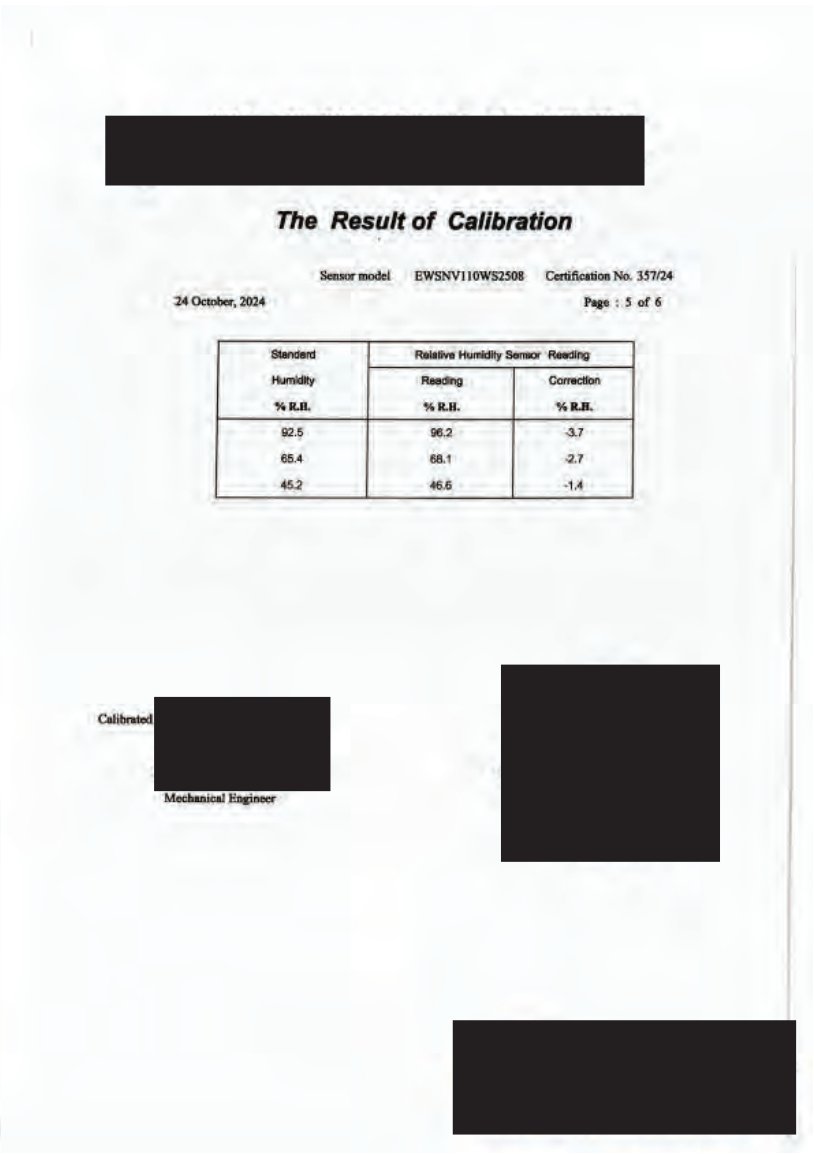 The Result of Calibration
Sensor model EWSNV110WS2508 Certification No. 357/24
24 October, 2024 Page : 5 of 6
Standard Relative Humidity Sensor Reading
Humidity Reading Correction
% R.H. % R.H. % R.H.
92.5 96.2 -3.7
65.4 68.1 -2.7
45.2 46.6 -1.4
Calibrated
Mechanical Engineer